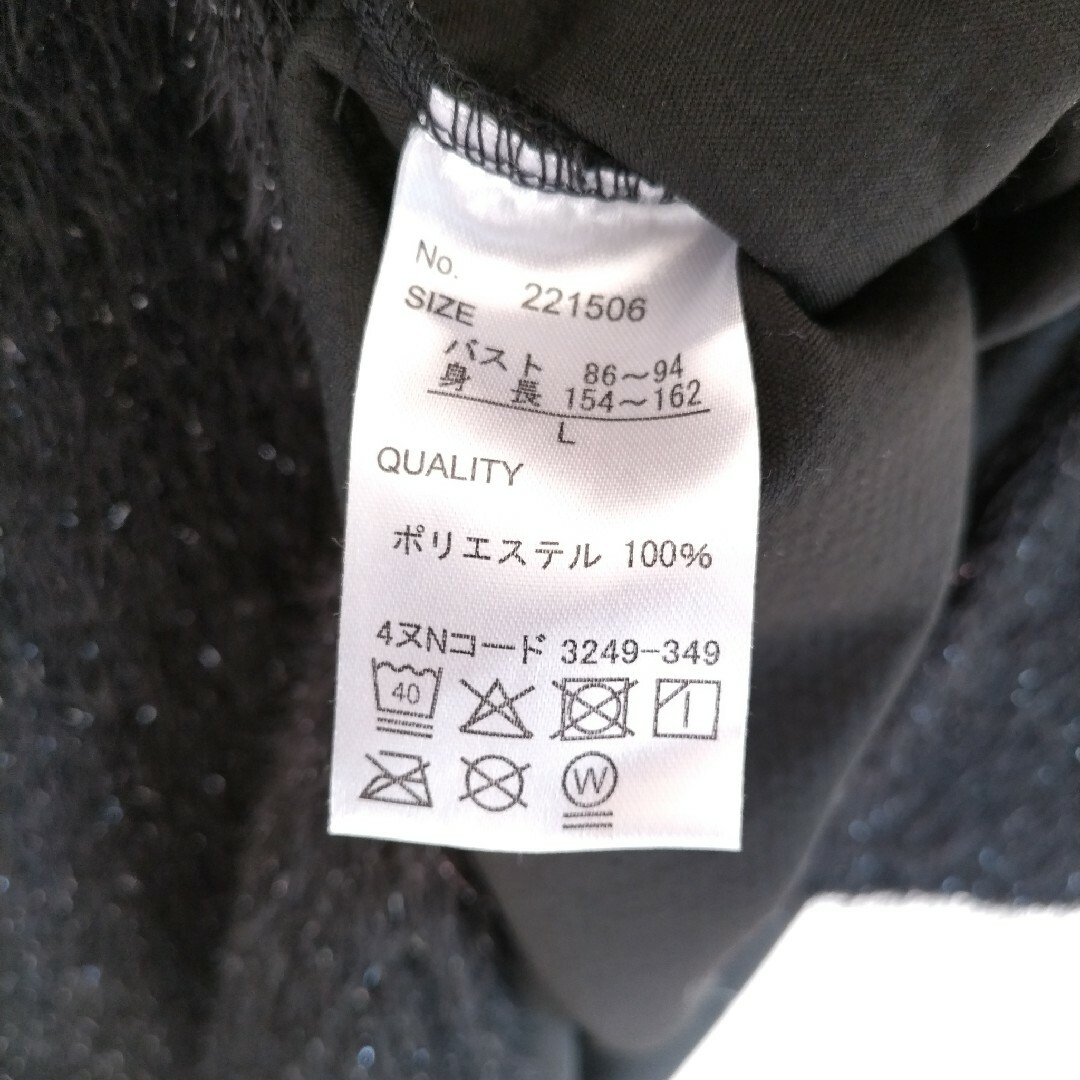 No. 221506
SIZE
バスト 86〜94
身長 154〜162
L
QUALITY
ポリエステル 100%
4ヌNコード 3249-349
40
W